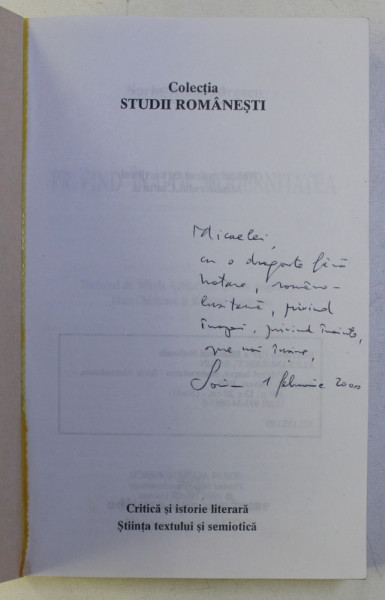 Colecția
STUDII ROMÂNEȘTI
Micaelei,
cu o dragoste fără
hotare, româno-
lusitană, privind
înapoi, privind înainte,
spre noi înșine,
Sorin 1 februarie 2000
Critică și istorie literară
Știința textului și semiotică